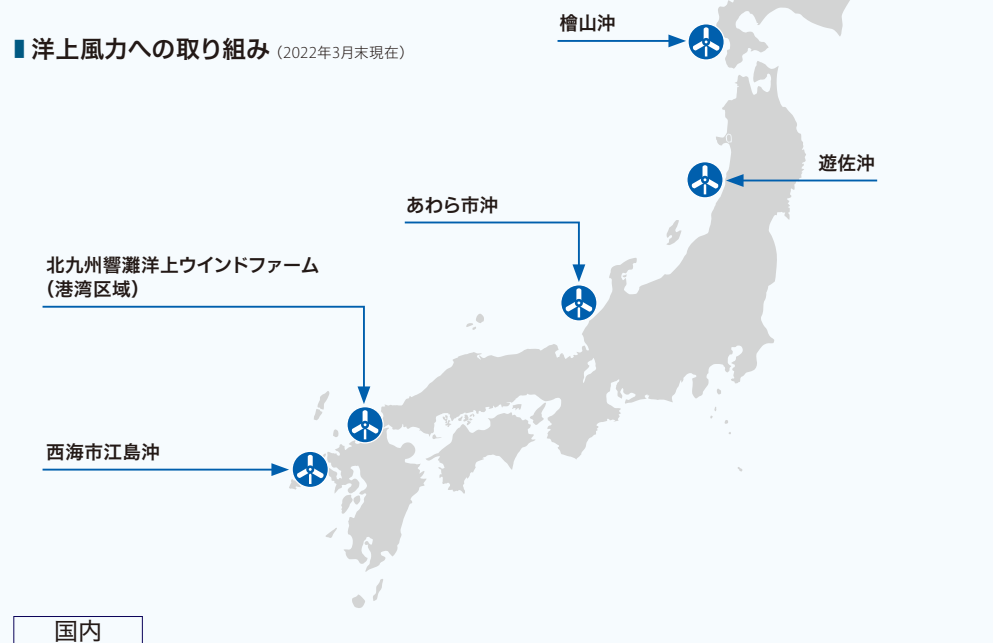 洋上風力への取り組み（2022年3月末現在）
檜山沖
遊佐沖
あわら市沖
北九州響灘洋上ウインドファーム
（港湾区域）
西海市江島沖
国内